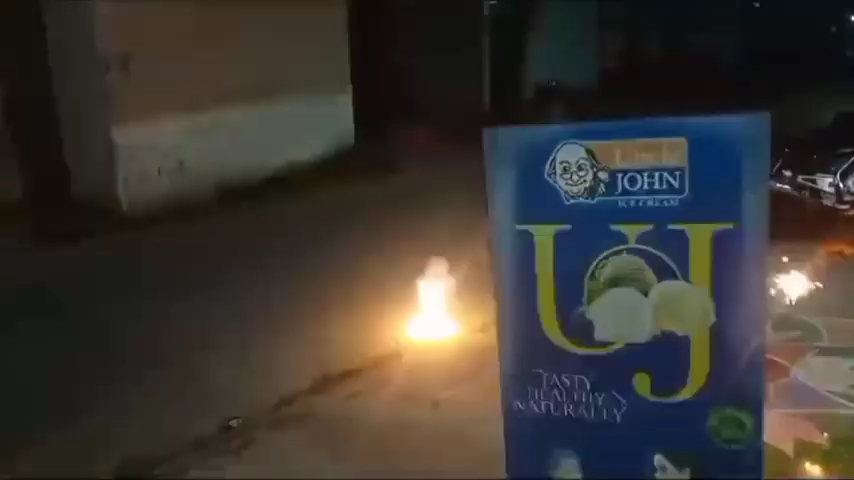 Uncle
JOHN
ICE CREAM
UJ
TASTY
HEALTHY
NATURALLY